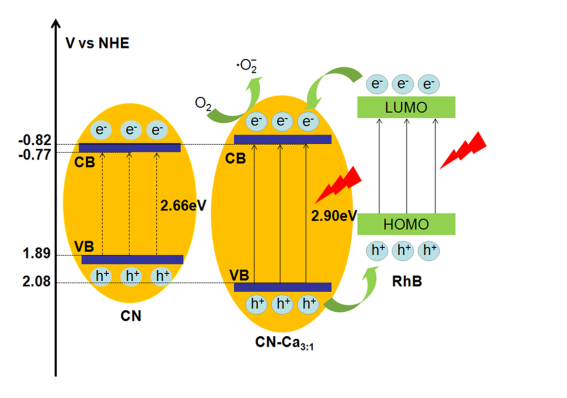 V vs NHE
·O₂⁻
O₂
e⁻ e⁻ e⁻
LUMO
e⁻ e⁻ e⁻
e⁻ e⁻ e⁻
-0.82
-0.77
CB
CB
2.66eV
2.90eV
HOMO
1.89
VB
h⁺ h⁺ h⁺
2.08
h⁺ h⁺ h⁺
VB
h⁺ h⁺ h⁺
RhB
CN
CN-Ca₃:₁